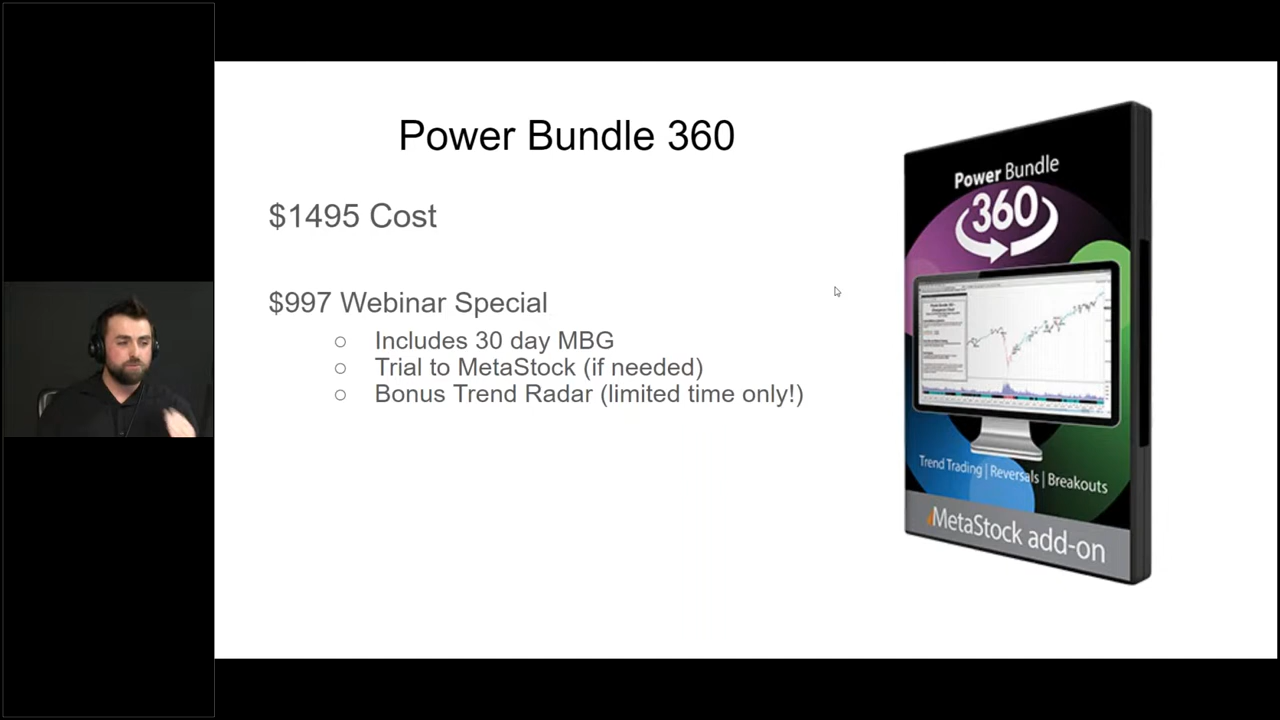 Power Bundle 360
$1495 Cost
$997 Webinar Special
○ Includes 30 day MBG
○ Trial to MetaStock (if needed)
○ Bonus Trend Radar (limited time only!)
Power Bundle
360
Trend Trading | Reversals | Breakouts
MetaStock add-on